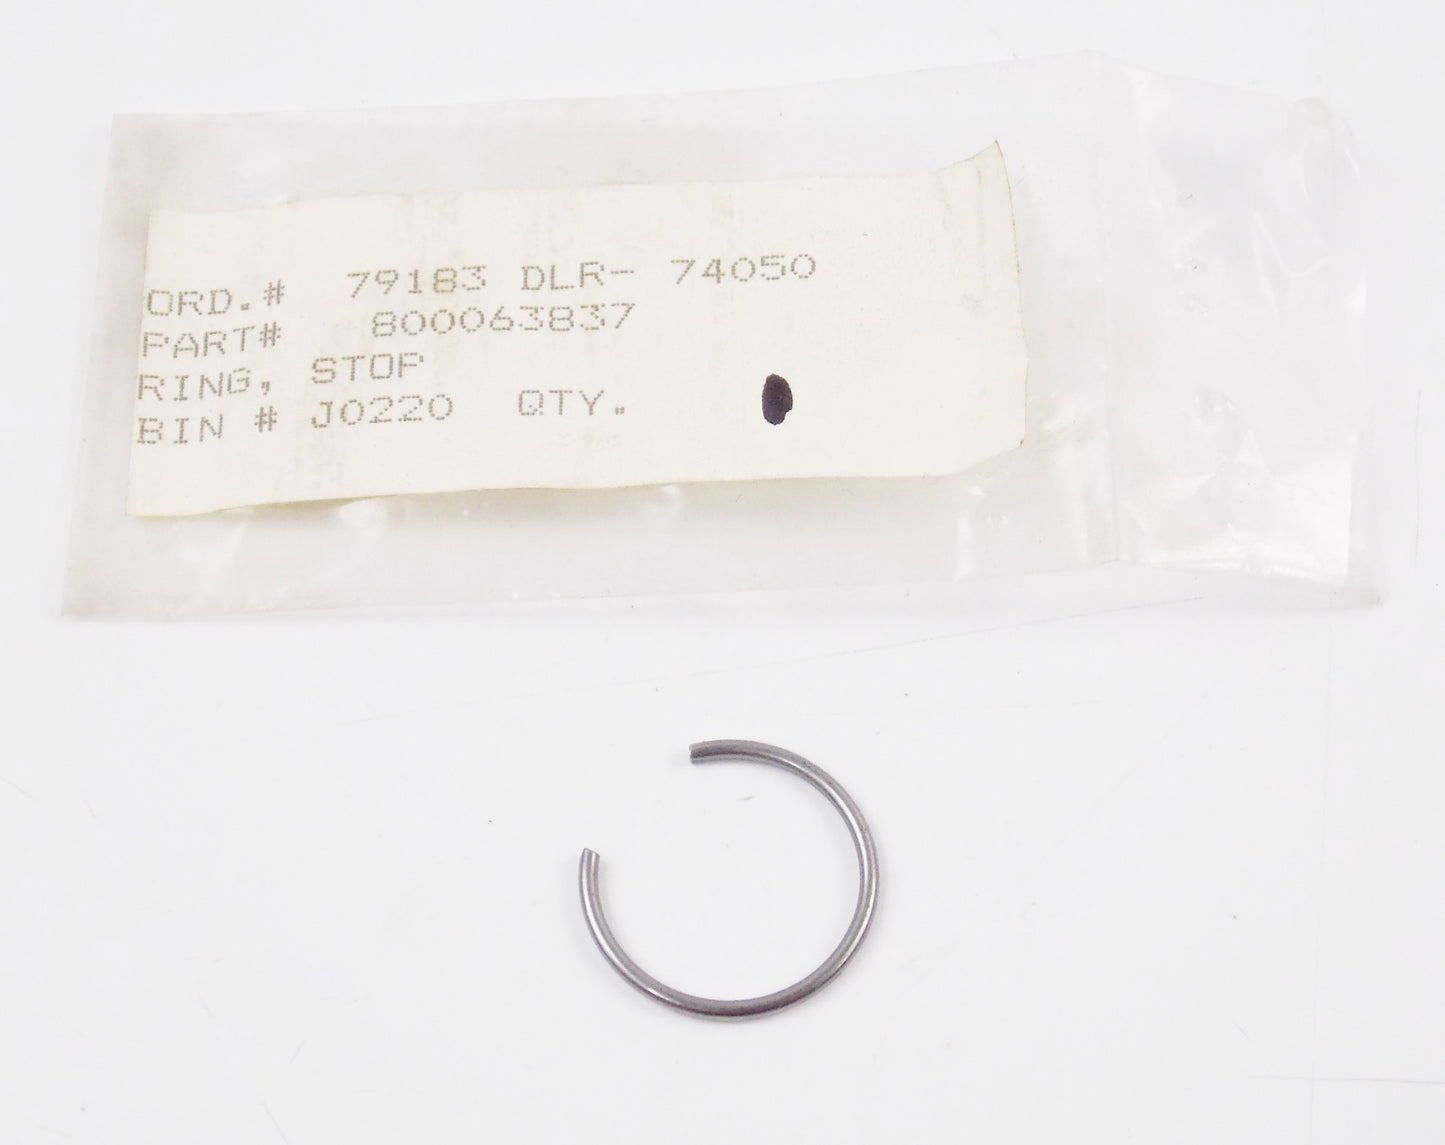 ORD.# 79183 DLR- 74050
PART# 800063837
RING, STOP
BIN # J0220 QTY.